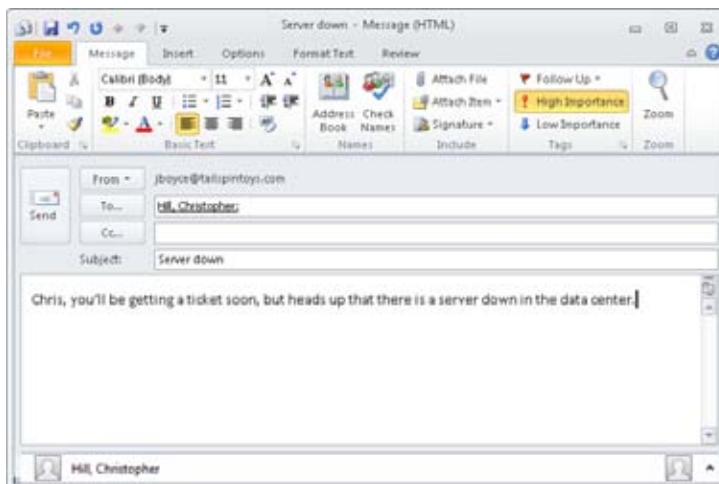 Server down - Message (HTML)
File Message Insert Options Format Text Review
Paste
Calibri (Body) 11 A A
B I U
A
Address Book
Check Names
Attach File
Attach Item
Signature
Follow Up
High Importance
Low Importance
Zoom
Clipboard Basic Text Names Include Tags Zoom
Send
From jboyce@tailspintoys.com
To... Hill, Christopher;
Cc...
Subject: Server down
Chris, you'll be getting a ticket soon, but heads up that there is a server down in the data center.
Hill, Christopher